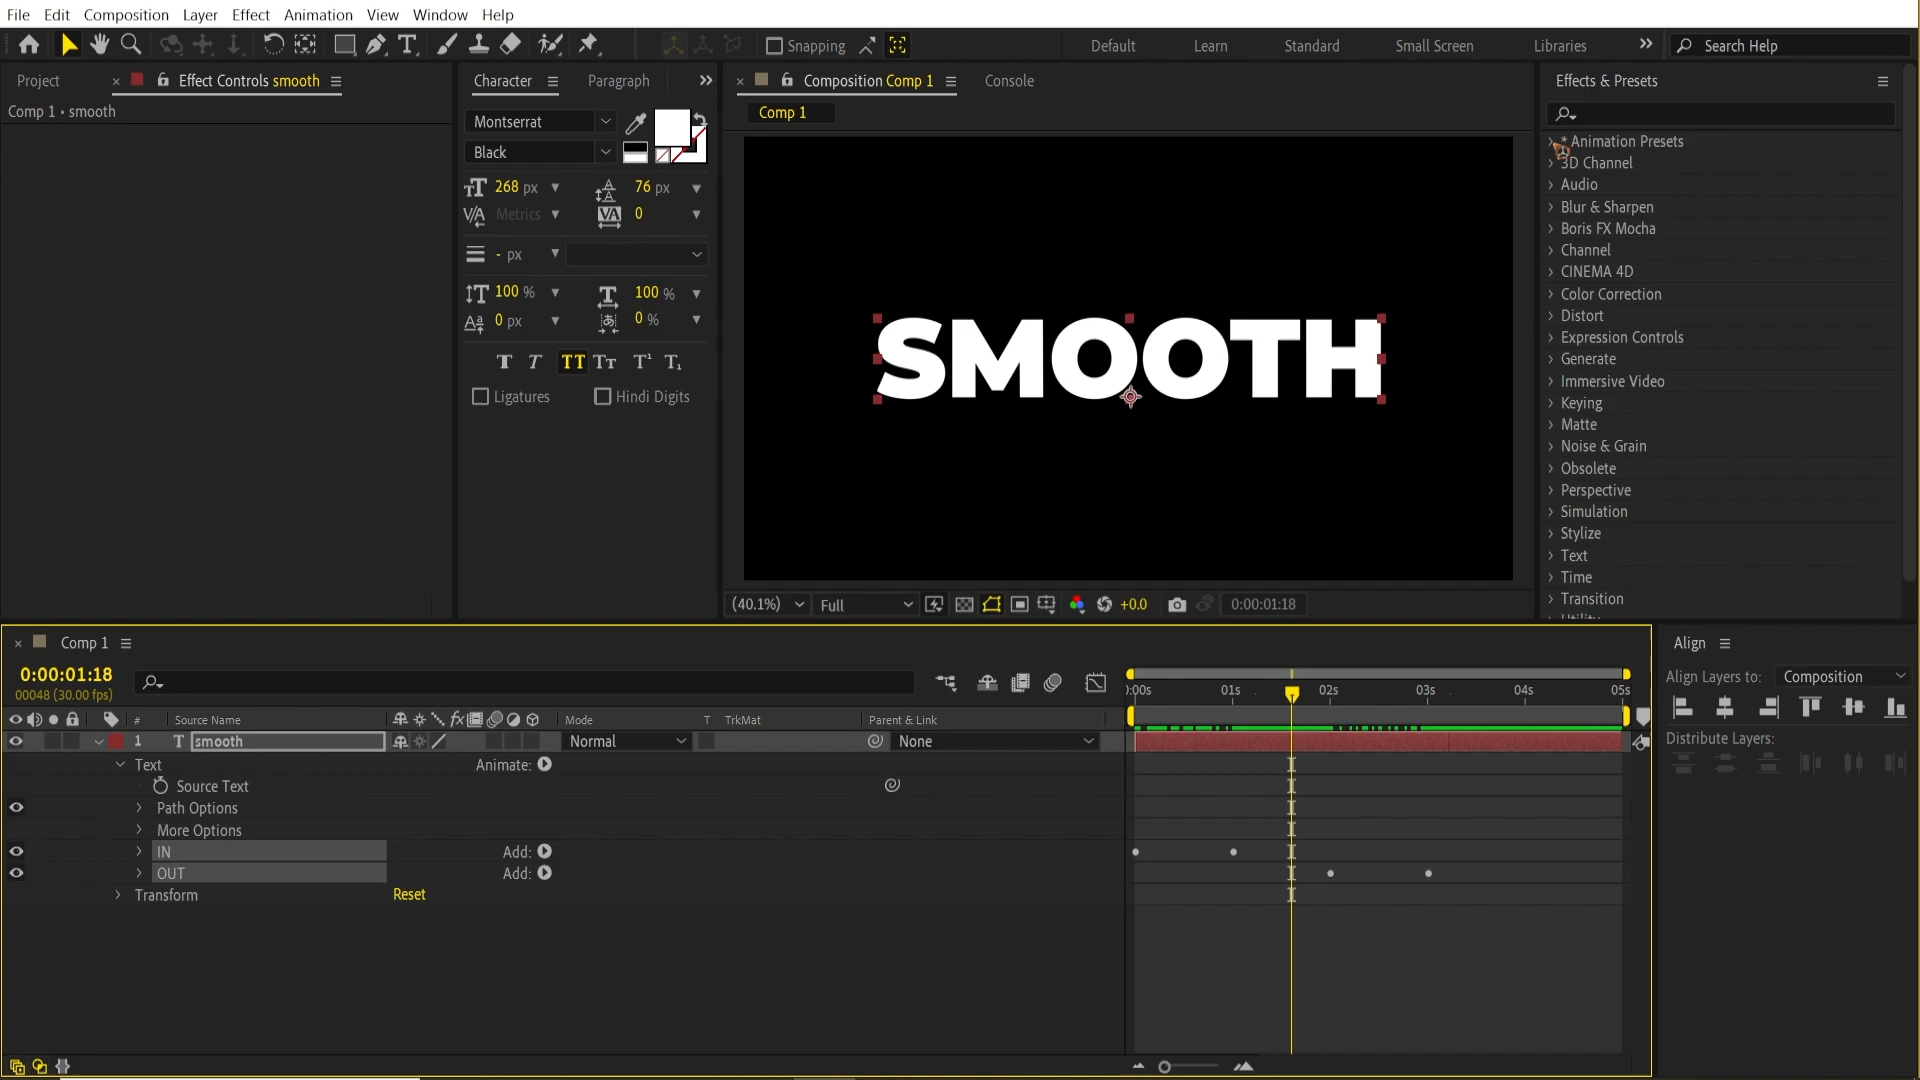 File Edit Composition Layer Effect Animation View Window Help
Snapping Default Learn Standard Small Screen Libraries Search Help
Project
Effect Controls smooth
Comp 1 • smooth
Character Paragraph
Montserrat
Black
268 px 76 px
Metrics 0
- px
100 % 100 %
0 px 0 %
Ligatures Hindi Digits
Composition Comp 1 Console
Comp 1
SMOOTH
(40.1%) Full +0.0 0:00:01:18
Effects & Presets
* Animation Presets
3D Channel
Audio
Blur & Sharpen
Boris FX Mocha
Channel
CINEMA 4D
Color Correction
Distort
Expression Controls
Generate
Immersive Video
Keying
Matte
Noise & Grain
Obsolete
Perspective
Simulation
Stylize
Text
Time
Transition
Comp 1
0:00:01:18
00048 (30.00 fps)
01s 02s 03s 04s 05s
# Source Name Mode T TrkMat Parent & Link
1 T smooth Normal None
Text Animate:
Source Text
Path Options
More Options
IN Add:
OUT Add:
Transform Reset
Align
Align Layers to: Composition
Distribute Layers: